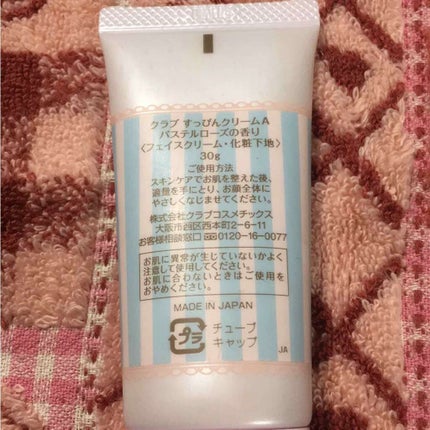 クラブ すっぴんクリームA
パステルローズの香り
〈フェイスクリーム・化粧下地〉
30g
ご使用方法
スキンケアでお肌を整えた後、
適量を手にとり、お顔全体に
やさしくなじませてください。
株式会社クラブコスメチックス
大阪市西区西本町2-6-11
お客様相談窓口 0120-16-0077
お肌に異常が生じていないかよく
注意して使用してください。
お肌に合わないときはご使用を
おやめください。
MADE IN JAPAN
プラ
チューブ
キャップ
JA